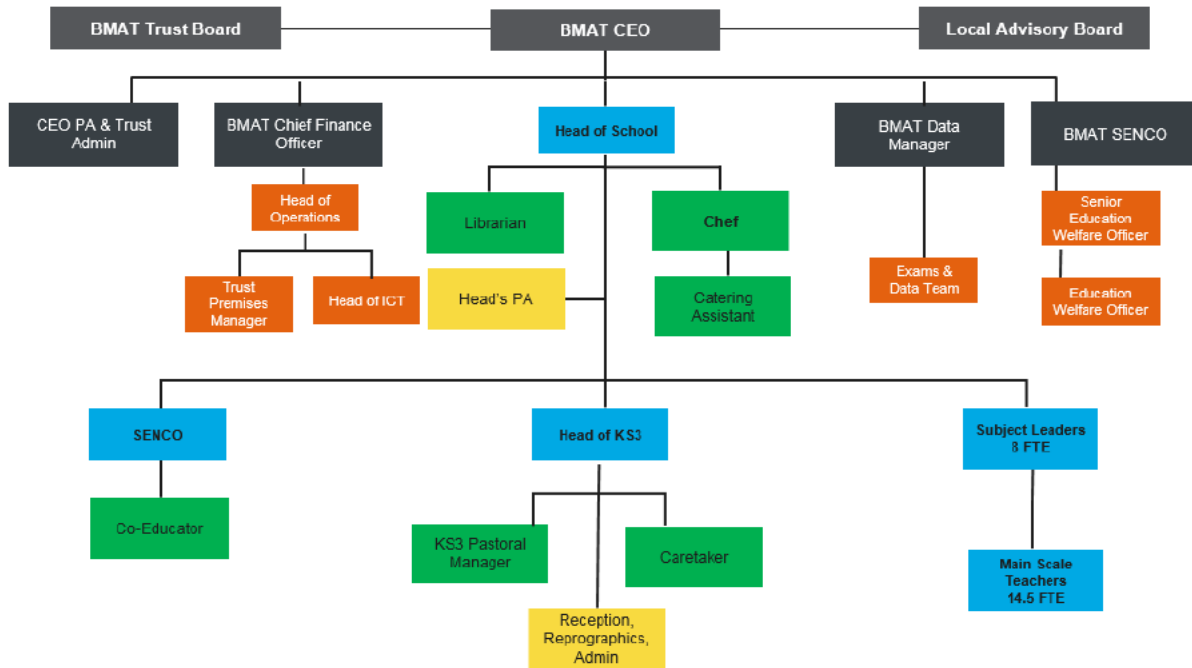 BMAT Trust Board
BMAT CEO
Local Advisory Board
CEO PA & Trust
Admin
BMAT Chief Finance
Officer
Head of School
BMAT Data
Manager
BMAT SENCO
Head of
Operations
Librarian
Chef
Senior
Education
Welfare Officer
Trust
Premises
Manager
Head of ICT
Head's PA
Catering
Assistant
Exams &
Data Team
Education
Welfare Officer
SENCO
Head of KS3
Subject Leaders
8 FTE
Co-Educator
KS3 Pastoral
Manager
Caretaker
Main Scale
Teachers
14.5 FTE
Reception,
Reprographics,
Admin